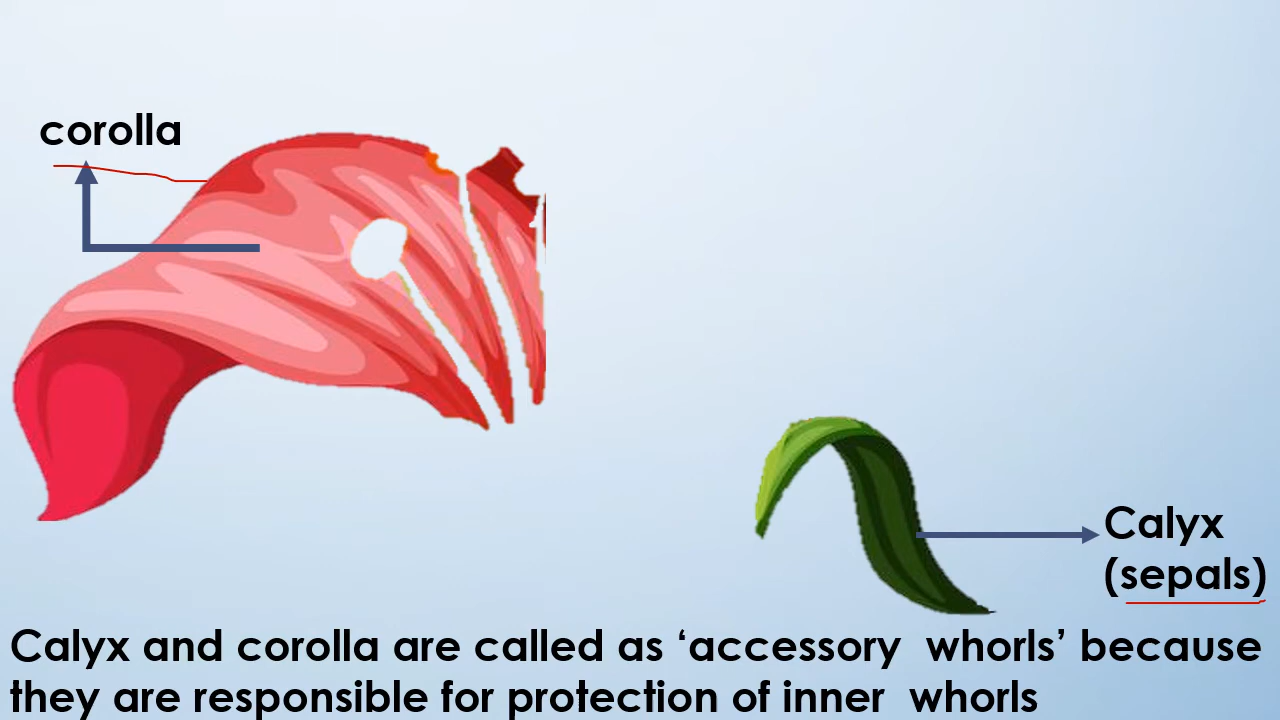 corolla
Calyx
(sepals)
Calyx and corolla are called as ‘accessory whorls’ because
they are responsible for protection of inner whorls